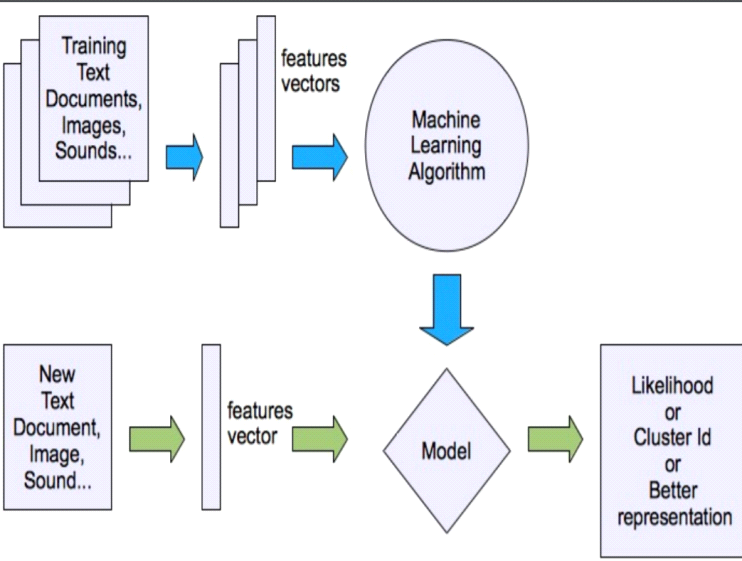 Training
Text
Documents,
Images,
Sounds...
features
vectors
Machine
Learning
Algorithm
New
Text
Document,
Image,
Sound...
features
vector
Model
Likelihood
or
Cluster Id
or
Better
representation